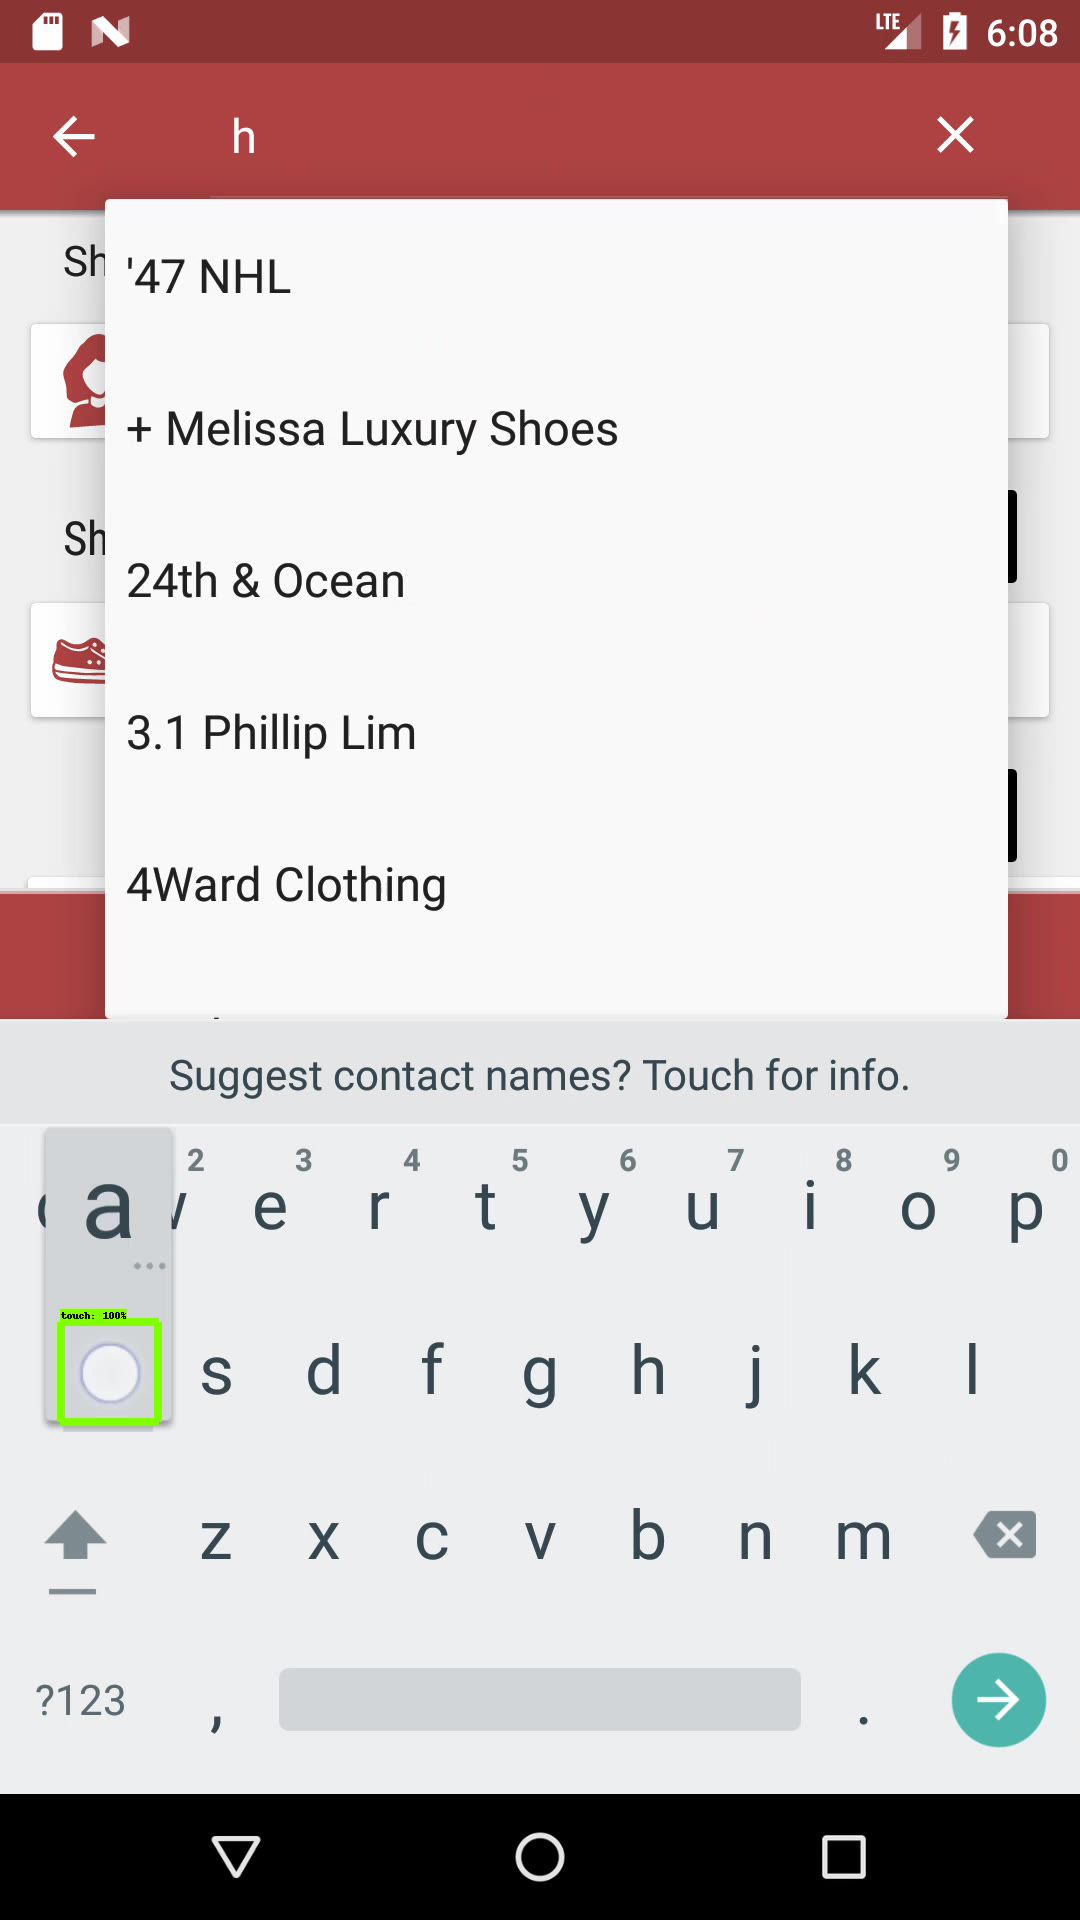 LTE 6:08
h
Sh
'47 NHL
+ Melissa Luxury Shoes
Sh
24th & Ocean
3.1 Phillip Lim
4Ward Clothing
Suggest contact names? Touch for info.
2 3 4 5 6 7 8 9 0
a e r t y u i o p
touch: 100%
s d f g h j k l
z x c v b n m
?123 , .